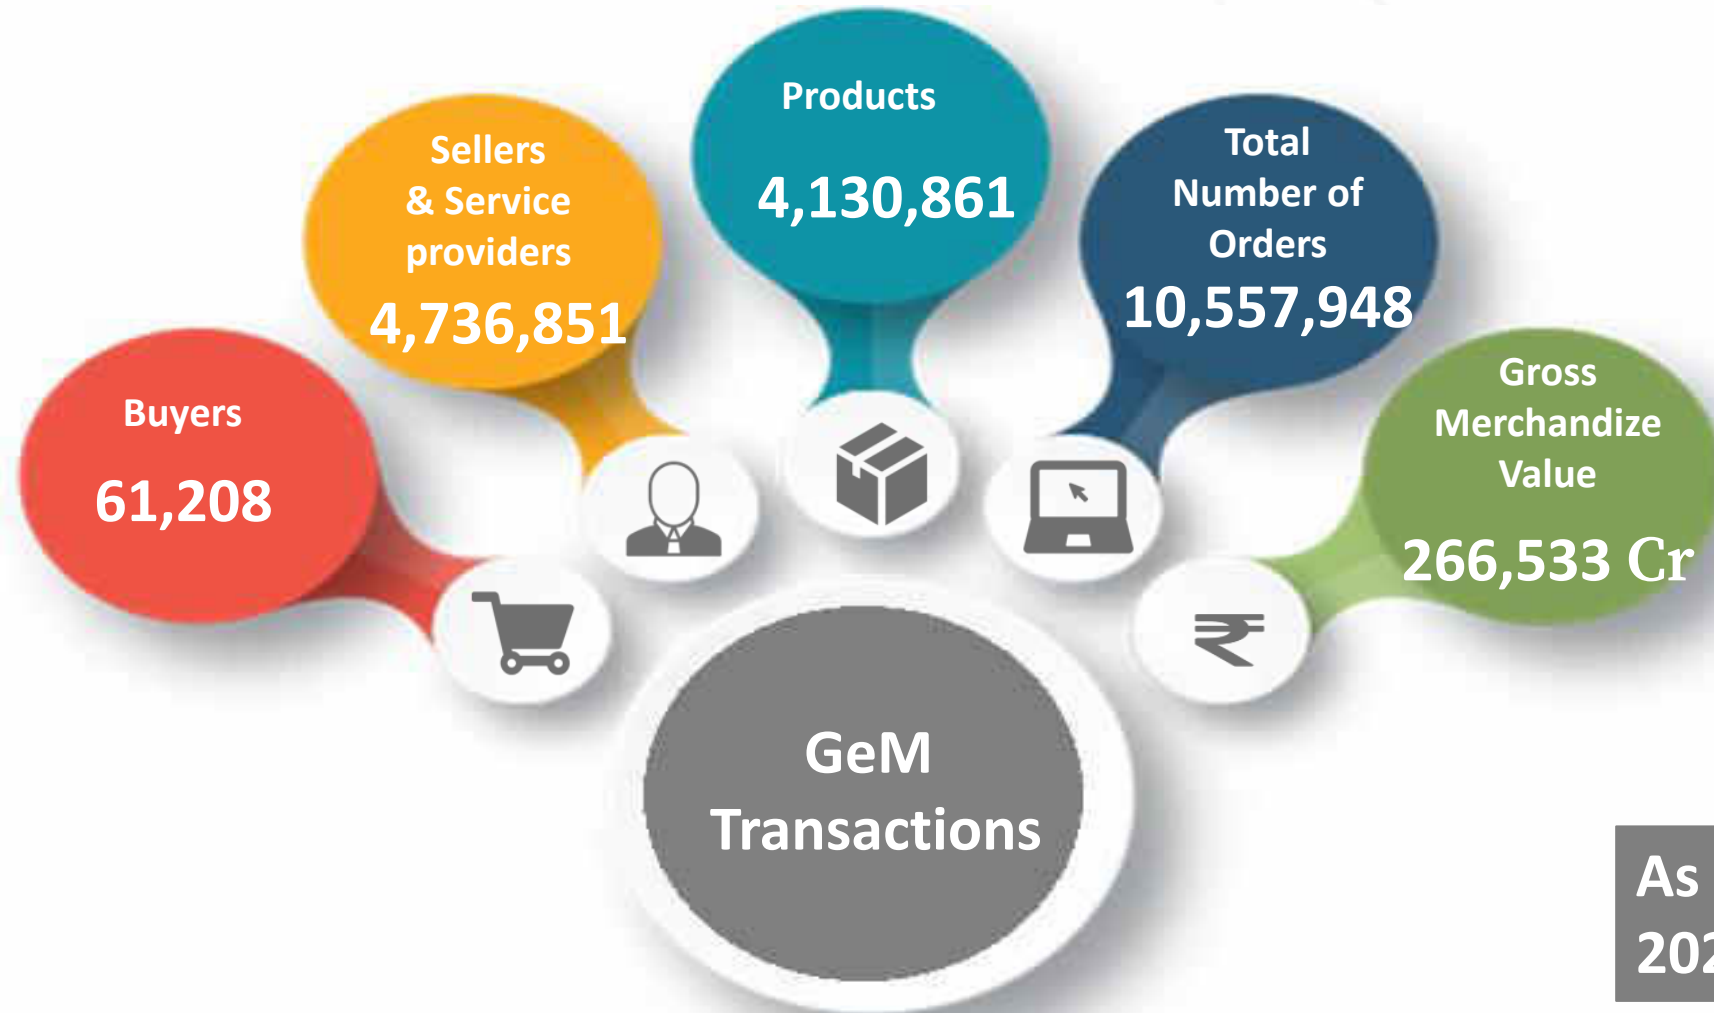 Products
4,130,861
Sellers
& Service
providers
4,736,851
Total
Number of
Orders
10,557,948
Buyers
61,208
Gross
Merchandize
Value
266,533 Cr
₹
GeM
Transactions
As